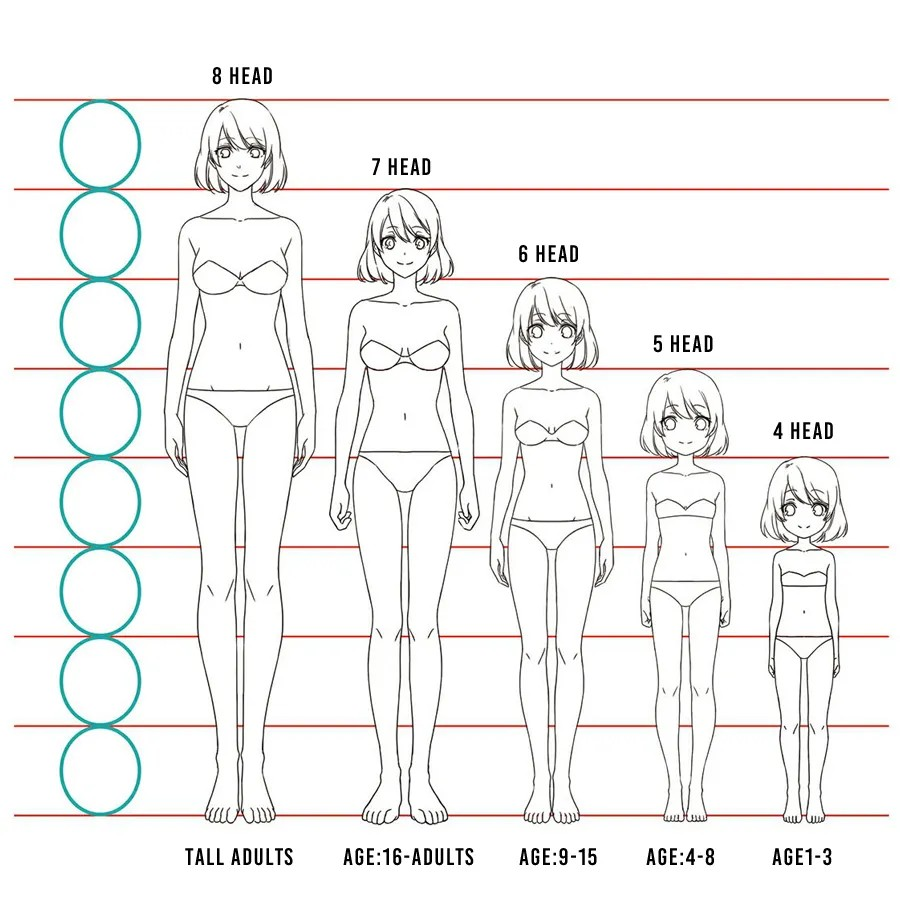 8 HEAD
7 HEAD
6 HEAD
5 HEAD
4 HEAD
TALL ADULTS
AGE:16-ADULTS
AGE:9-15
AGE:4-8
AGE1-3